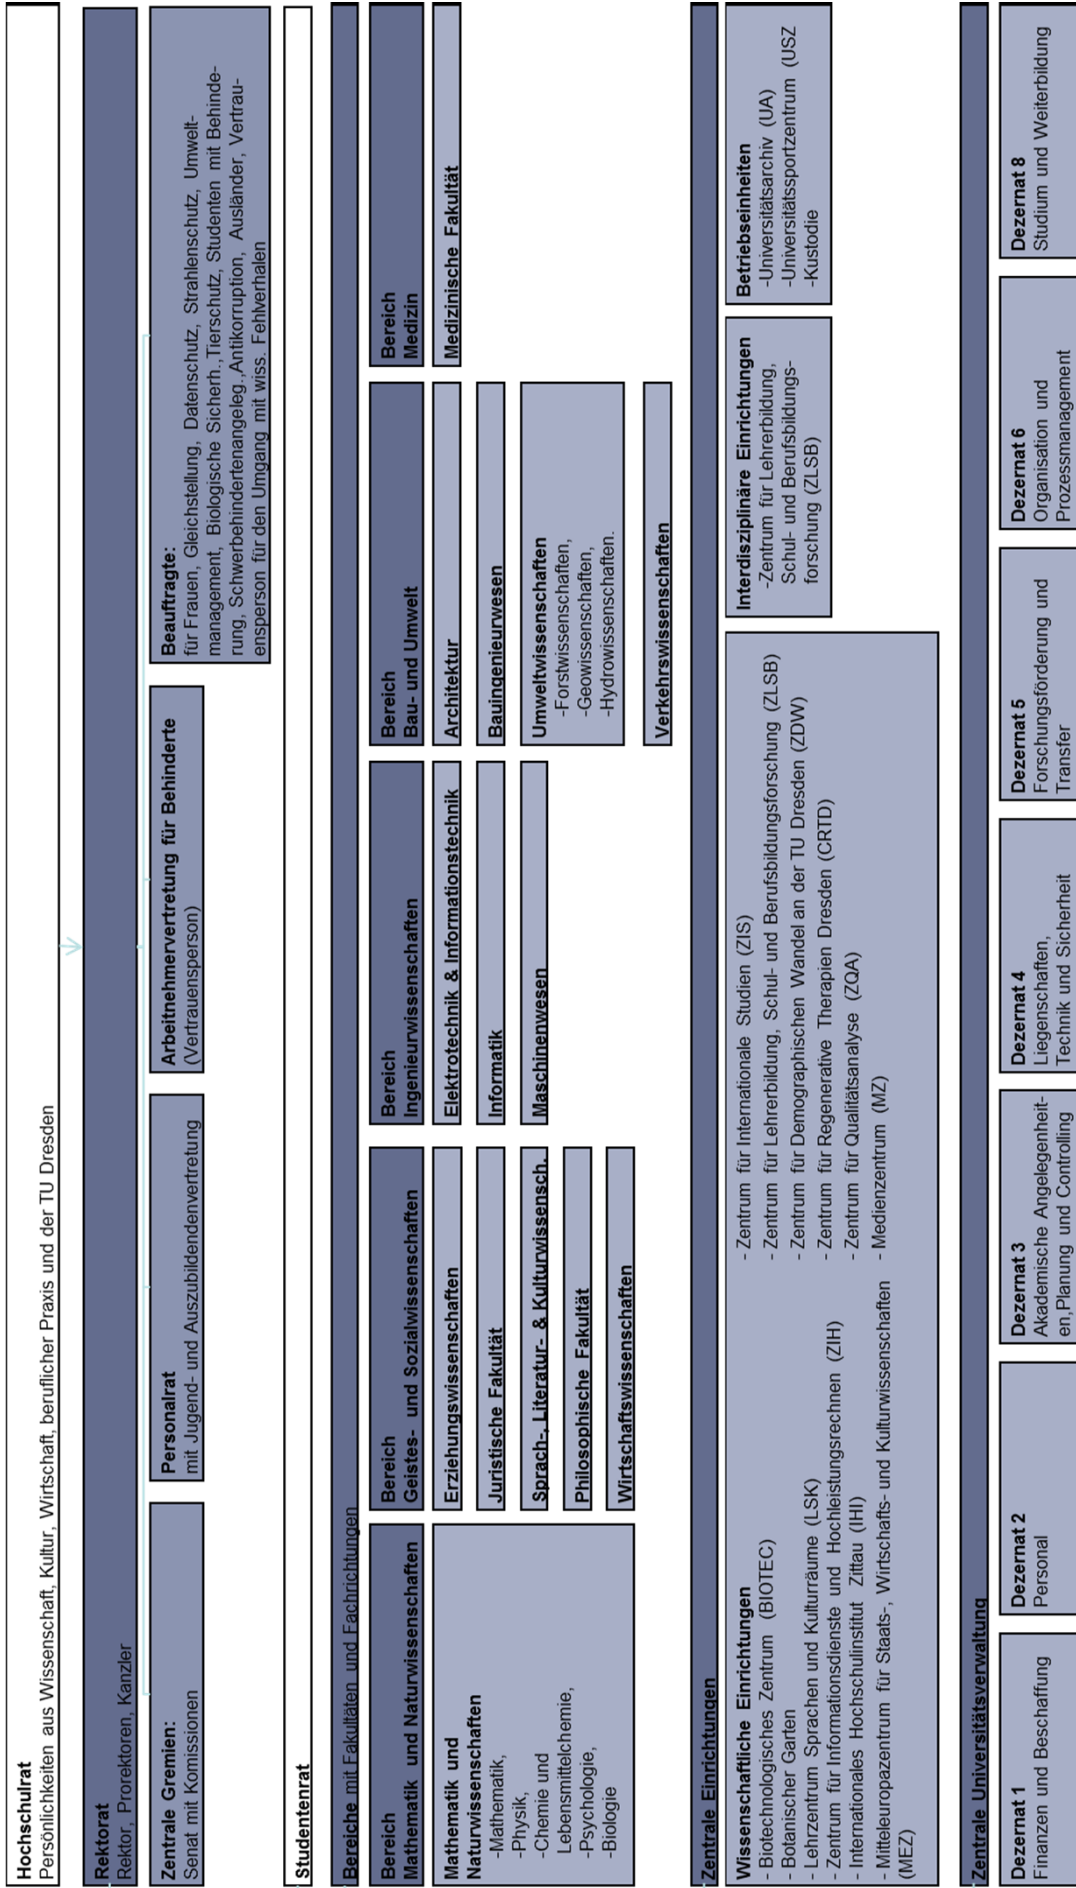 Hochschulrat
Persönlichkeiten aus Wissenschaft, Kultur, Wirtschaft, beruflicher Praxis und der TU Dresden
Rektorat
Rektor, Prorektoren, Kanzler
Zentrale Gremien:
Senat mit Komissionen
Personalrat
mit Jugend- und Auszubildendenvertretung
Arbeitnehmervertretung für Behinderte
(Vertrauensperson)
Beauftragte:
für Frauen, Gleichstellung, Datenschutz, Strahlenschutz, Umwelt-
management, Biologische Sicherh.,Tierschutz, Studenten mit Behinde-
rung, Schwerbehindertenangeleg.,Antikorruption, Ausländer, Vertrau-
ensperson für den Umgang mit wiss. Fehlverhalen
Studentenrat
Bereiche mit Fakultäten und Fachrichtungen
Bereich
Mathematik und Naturwissenschaften
Mathematik und
Naturwissenschaften
-Mathematik,
-Physik,
-Chemie und
Lebensmittelchemie,
-Psychologie,
-Biologie
Bereich
Geistes- und Sozialwissenschaften
Erziehungswissenschaften
Juristische Fakultät
Sprach-, Literatur- & Kulturwissensch.
Philosophische Fakultät
Wirtschaftswissenschaften
Bereich
Ingenieurwissenschaften
Elektrotechnik & Informationstechnik
Informatik
Maschinenwesen
Bereich
Bau- und Umwelt
Architektur
Bauingenieurwesen
Umweltwissenschaften
-Forstwissenschaften,
-Geowissenschaften,
-Hydrowissenschaften.
Verkehrswissenschaften
Bereich
Medizin
Medizinische Fakultät
Zentrale Einrichtungen
Wissenschaftliche Einrichtungen
- Biotechnologisches Zentrum (BIOTEC)
- Botanischer Garten
- Lehrzentrum Sprachen und Kulturräume (LSK)
- Zentrum für Informationsdienste und Hochleistungsrechnen (ZIH)
- Internationales Hochschulinstitut Zittau (IHI)
- Mitteleuropazentrum für Staats-, Wirtschafts- und Kulturwissenschaften
(MEZ)
- Zentrum für Internationale Studien (ZIS)
- Zentrum für Lehrerbildung, Schul- und Berufsbildungsforschung (ZLSB)
- Zentrum für Demographischen Wandel an der TU Dresden (ZDW)
- Zentrum für Regenerative Therapien Dresden (CRTD)
- Zentrum für Qualitätsanalyse (ZQA)
- Medienzentrum (MZ)
Interdisziplinäre Einrichtungen
-Zentrum für Lehrerbildung,
Schul- und Berufsbildungs-
forschung (ZLSB)
Betriebseinheiten
-Universitätsarchiv (UA)
-Universitätssportzentrum (USZ
-Kustodie
Zentrale Universitätsverwaltung
Dezernat 1
Finanzen und Beschaffung
Dezernat 2
Personal
Dezernat 3
Akademische Angelegenheit-
en,Planung und Controlling
Dezernat 4
Liegenschaften,
Technik und Sicherheit
Dezernat 5
Forschungsförderung und
Transfer
Dezernat 6
Organisation und
Prozessmanagement
Dezernat 8
Studium und Weiterbildung